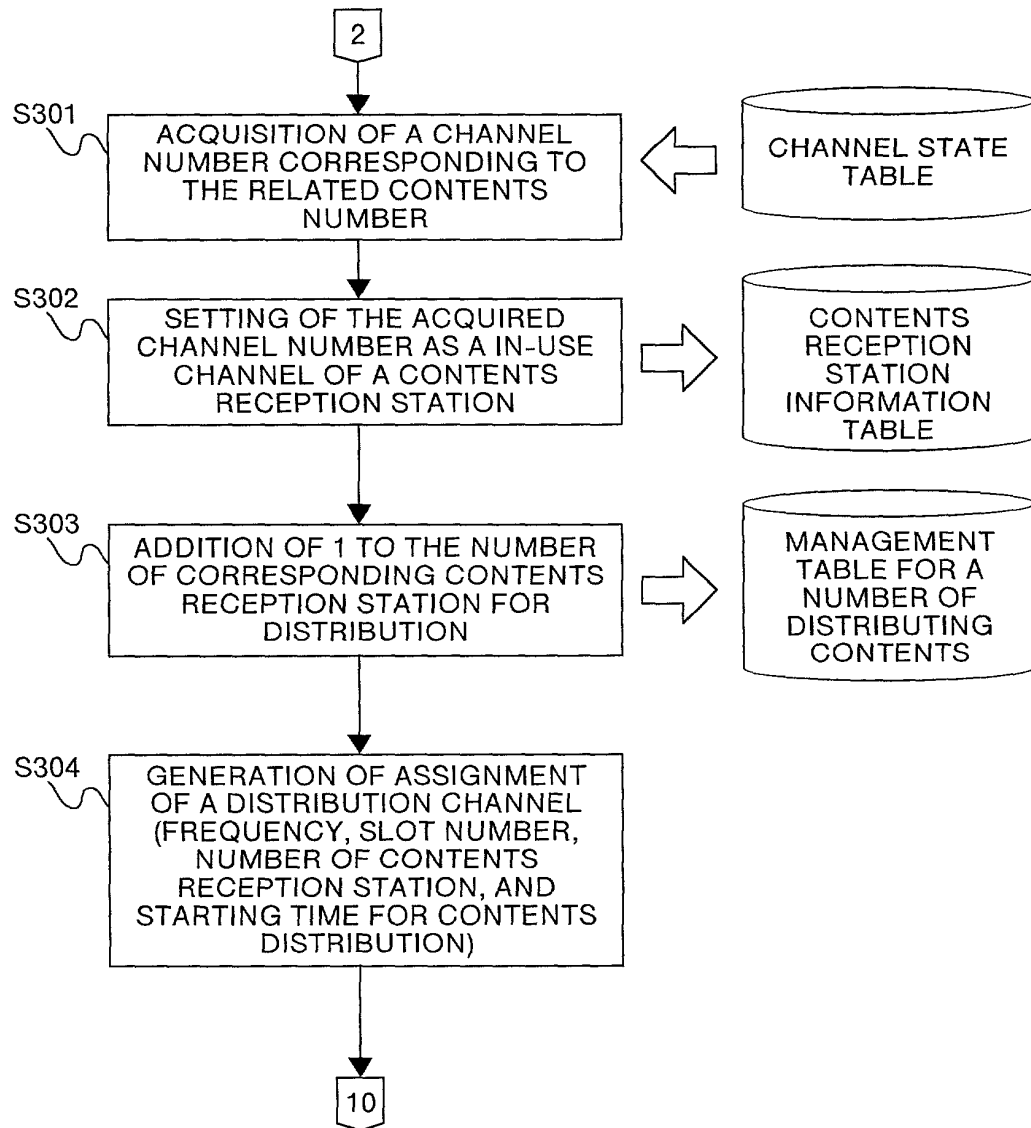 2
S301
ACQUISITION OF A CHANNEL
NUMBER CORRESPONDING TO
THE RELATED CONTENTS
NUMBER
CHANNEL STATE
TABLE
S302
SETTING OF THE ACQUIRED
CHANNEL NUMBER AS A IN-USE
CHANNEL OF A CONTENTS
RECEPTION STATION
CONTENTS
RECEPTION
STATION
INFORMATION
TABLE
S303
ADDITION OF 1 TO THE NUMBER
OF CORRESPONDING CONTENTS
RECEPTION STATION FOR
DISTRIBUTION
MANAGEMENT
TABLE FOR A
NUMBER OF
DISTRIBUTING
CONTENTS
S304
GENERATION OF ASSIGNMENT
OF A DISTRIBUTION CHANNEL
(FREQUENCY, SLOT NUMBER,
NUMBER OF CONTENTS
RECEPTION STATION, AND
STARTING TIME FOR CONTENTS
DISTRIBUTION)
10